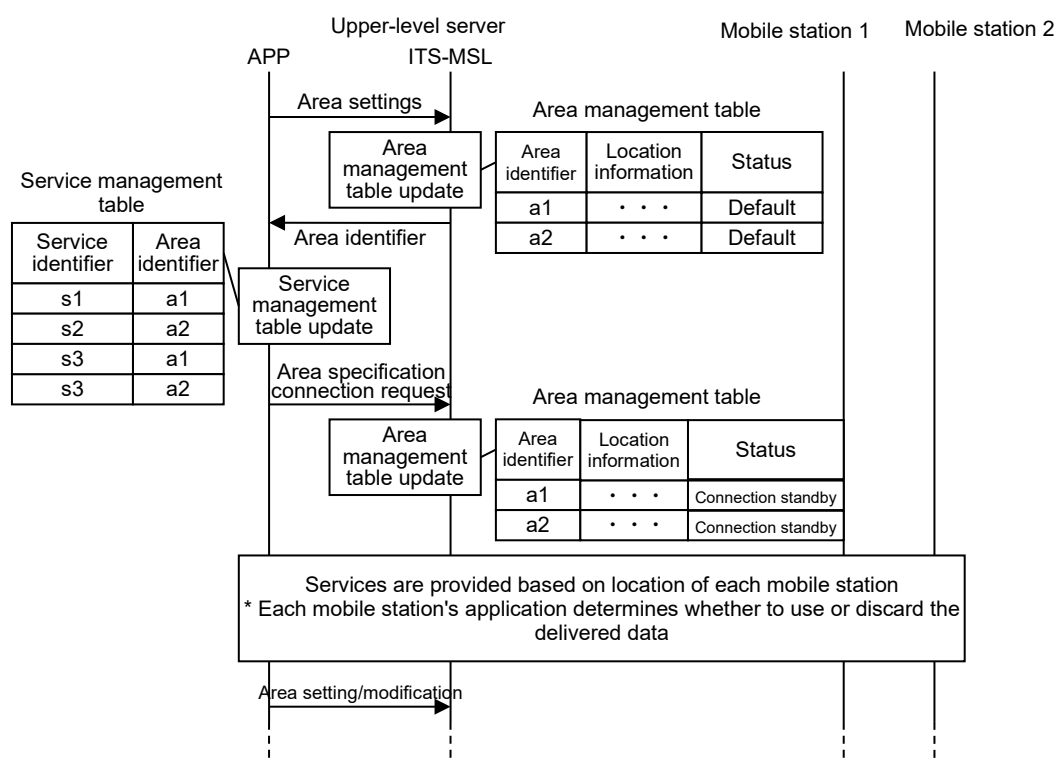 Upper-level server
Mobile station 1
Mobile station 2
APP
ITS-MSL
Area settings
Area management table
Area
management
table update
Area
identifier
Location
information
Status
a1
・・・
Default
a2
・・・
Default
Service management
table
Area identifier
Service
identifier
Area
identifier
s1
a1
s2
a2
s3
a1
s3
a2
Service
management
table update
Area specification
connection request
Area management table
Area
management
table update
Area
identifier
Location
information
Status
a1
・・・
Connection standby
a2
・・・
Connection standby
Services are provided based on location of each mobile station
* Each mobile station's application determines whether to use or discard the
delivered data
Area setting/modification